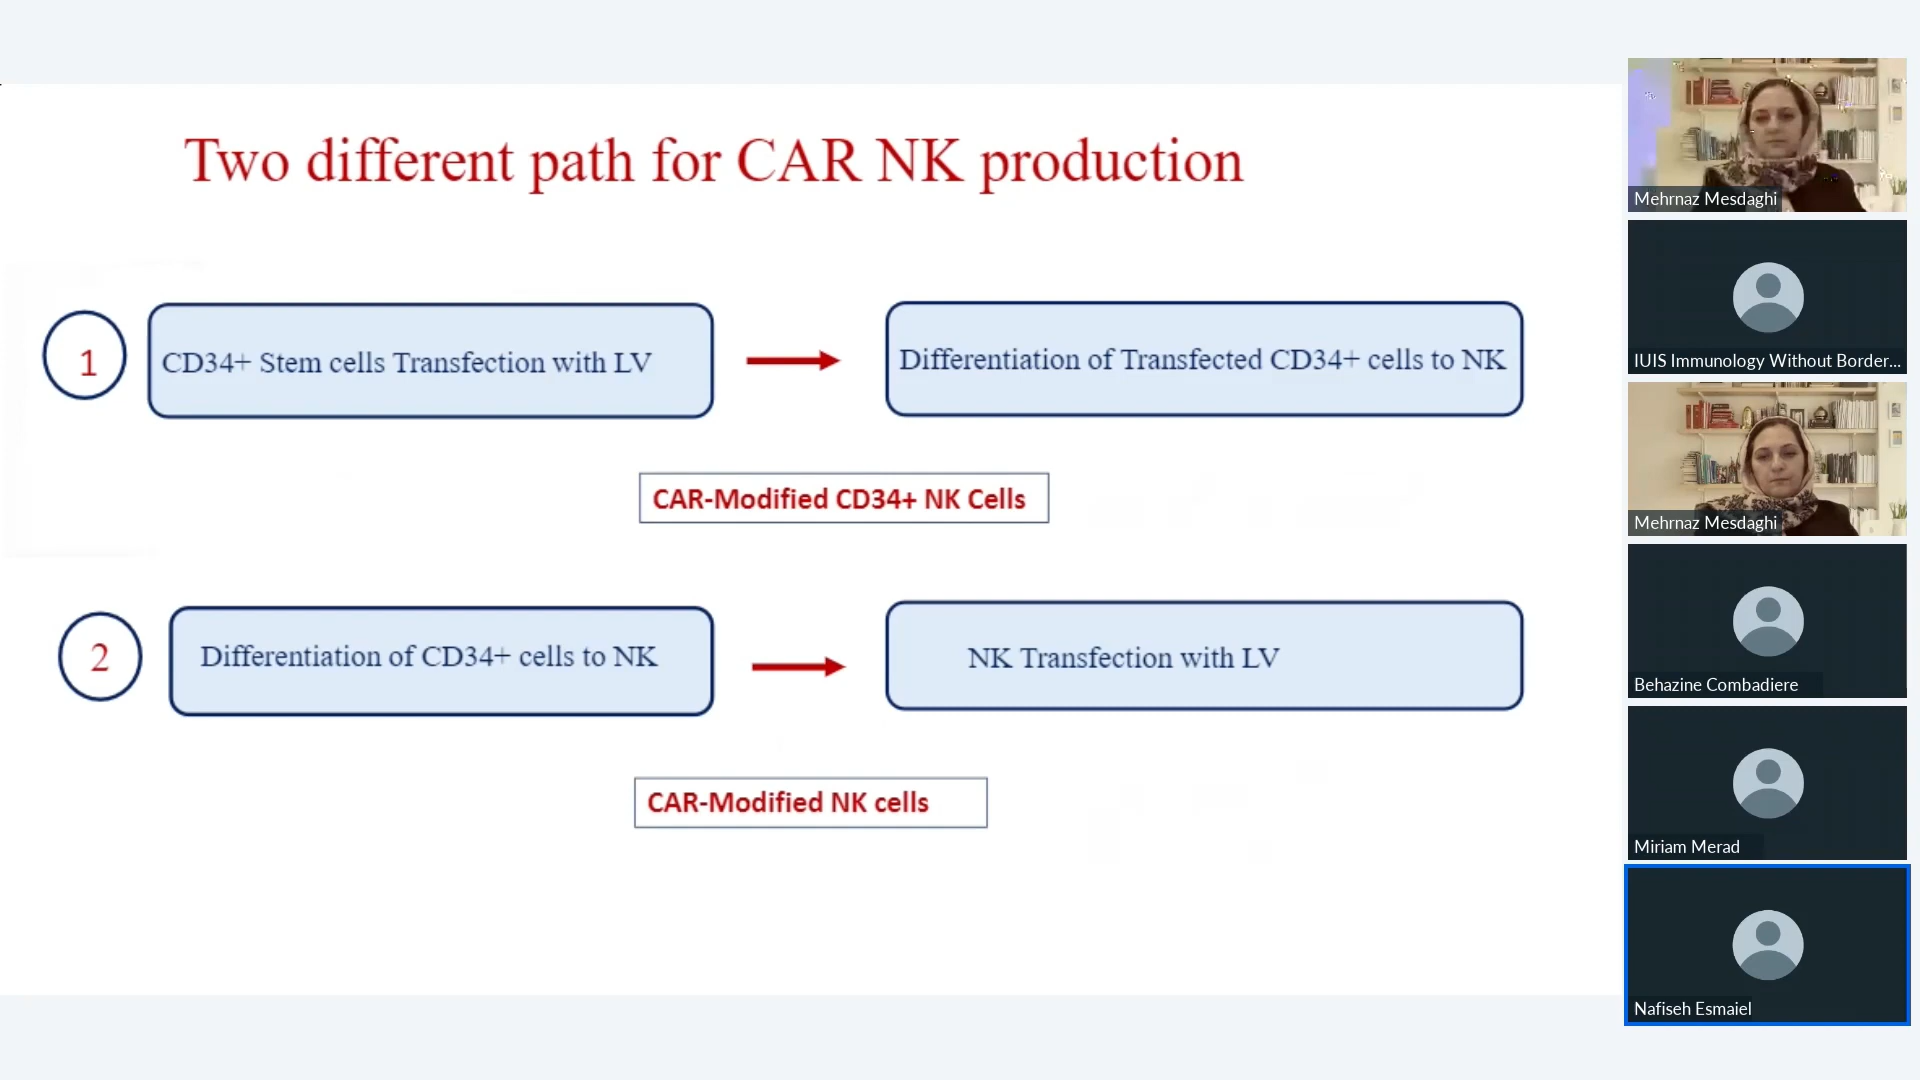 Two different path for CAR NK production
1
CD34+ Stem cells Transfection with LV
Differentiation of Transfected CD34+ cells to NK
CAR-Modified CD34+ NK Cells
2
Differentiation of CD34+ cells to NK
NK Transfection with LV
CAR-Modified NK cells
Mehrnaz Mesdaghi
IUIS Immunology Without Border...
Mehrnaz Mesdaghi
Behazine Combadiere
Miriam Merad
Nafiseh Esmaiel